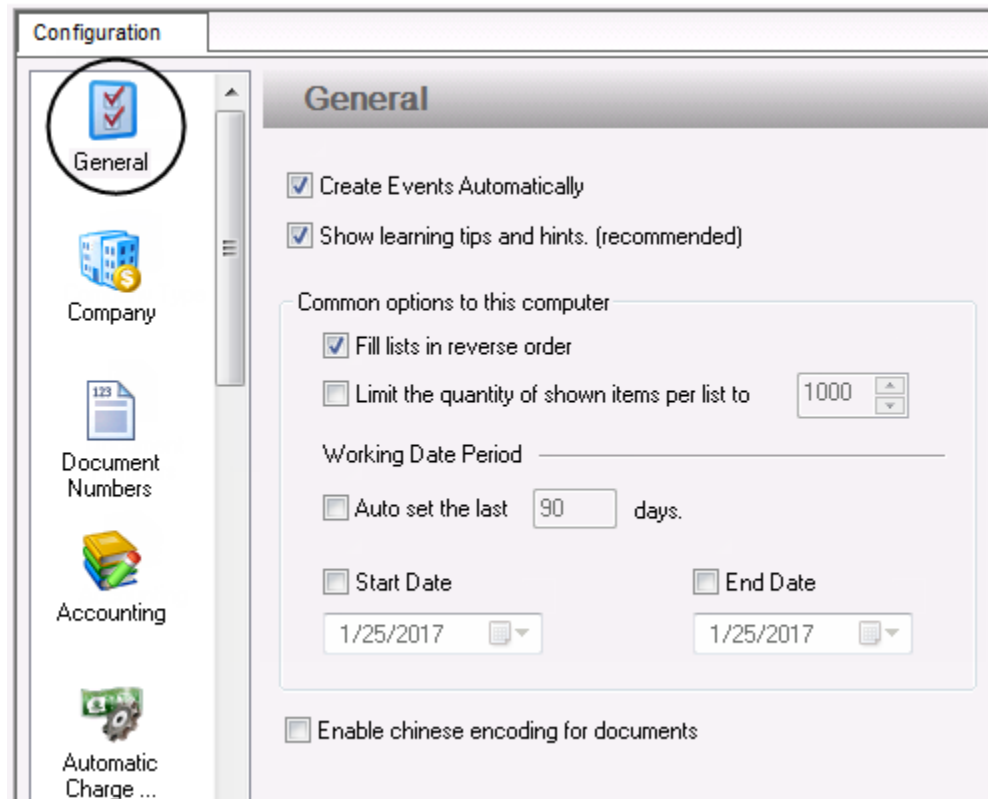 Configuration
General
Company
Document
Numbers
Accounting
Automatic
Charge ...
General
Create Events Automatically
Show learning tips and hints. (recommended)
Common options to this computer
Fill lists in reverse order
Limit the quantity of shown items per list to 1000
Working Date Period
Auto set the last 90 days.
Start Date End Date
1/25/2017 1/25/2017
Enable chinese encoding for documents